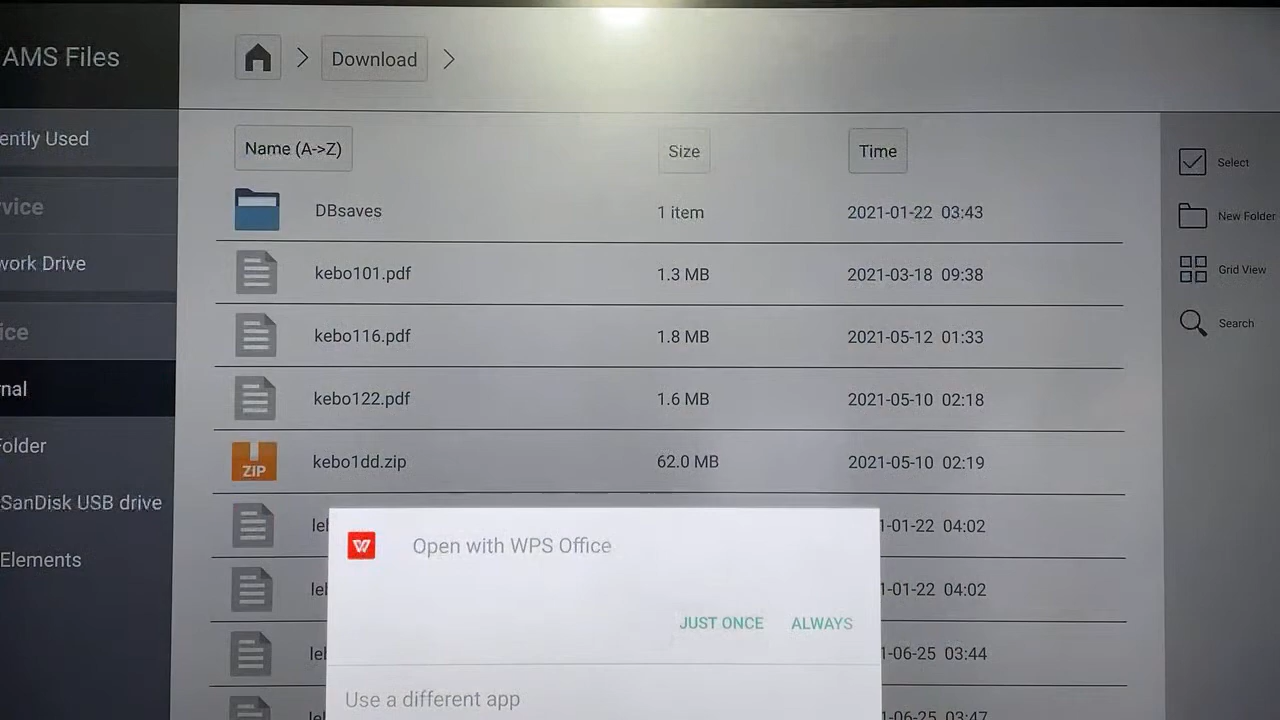 AMS Files
Download
ently Used
Name (A->Z) Size Time
Select
vice
DBsaves 1 item 2021-01-22 03:43
New Folder
work Drive
kebo101.pdf 1.3 MB 2021-03-18 09:38
Grid View
ice
kebo116.pdf 1.8 MB 2021-05-12 01:33
Search
rnal
kebo122.pdf 1.6 MB 2021-05-10 02:18
Folder
ZIP kebo1dd.zip 62.0 MB 2021-05-10 02:19
SanDisk USB drive
1-01-22 04:02
Open with WPS Office
Elements
1-01-22 04:02
JUST ONCE ALWAYS
1-06-25 03:44
Use a different app
1-06-25 03:47